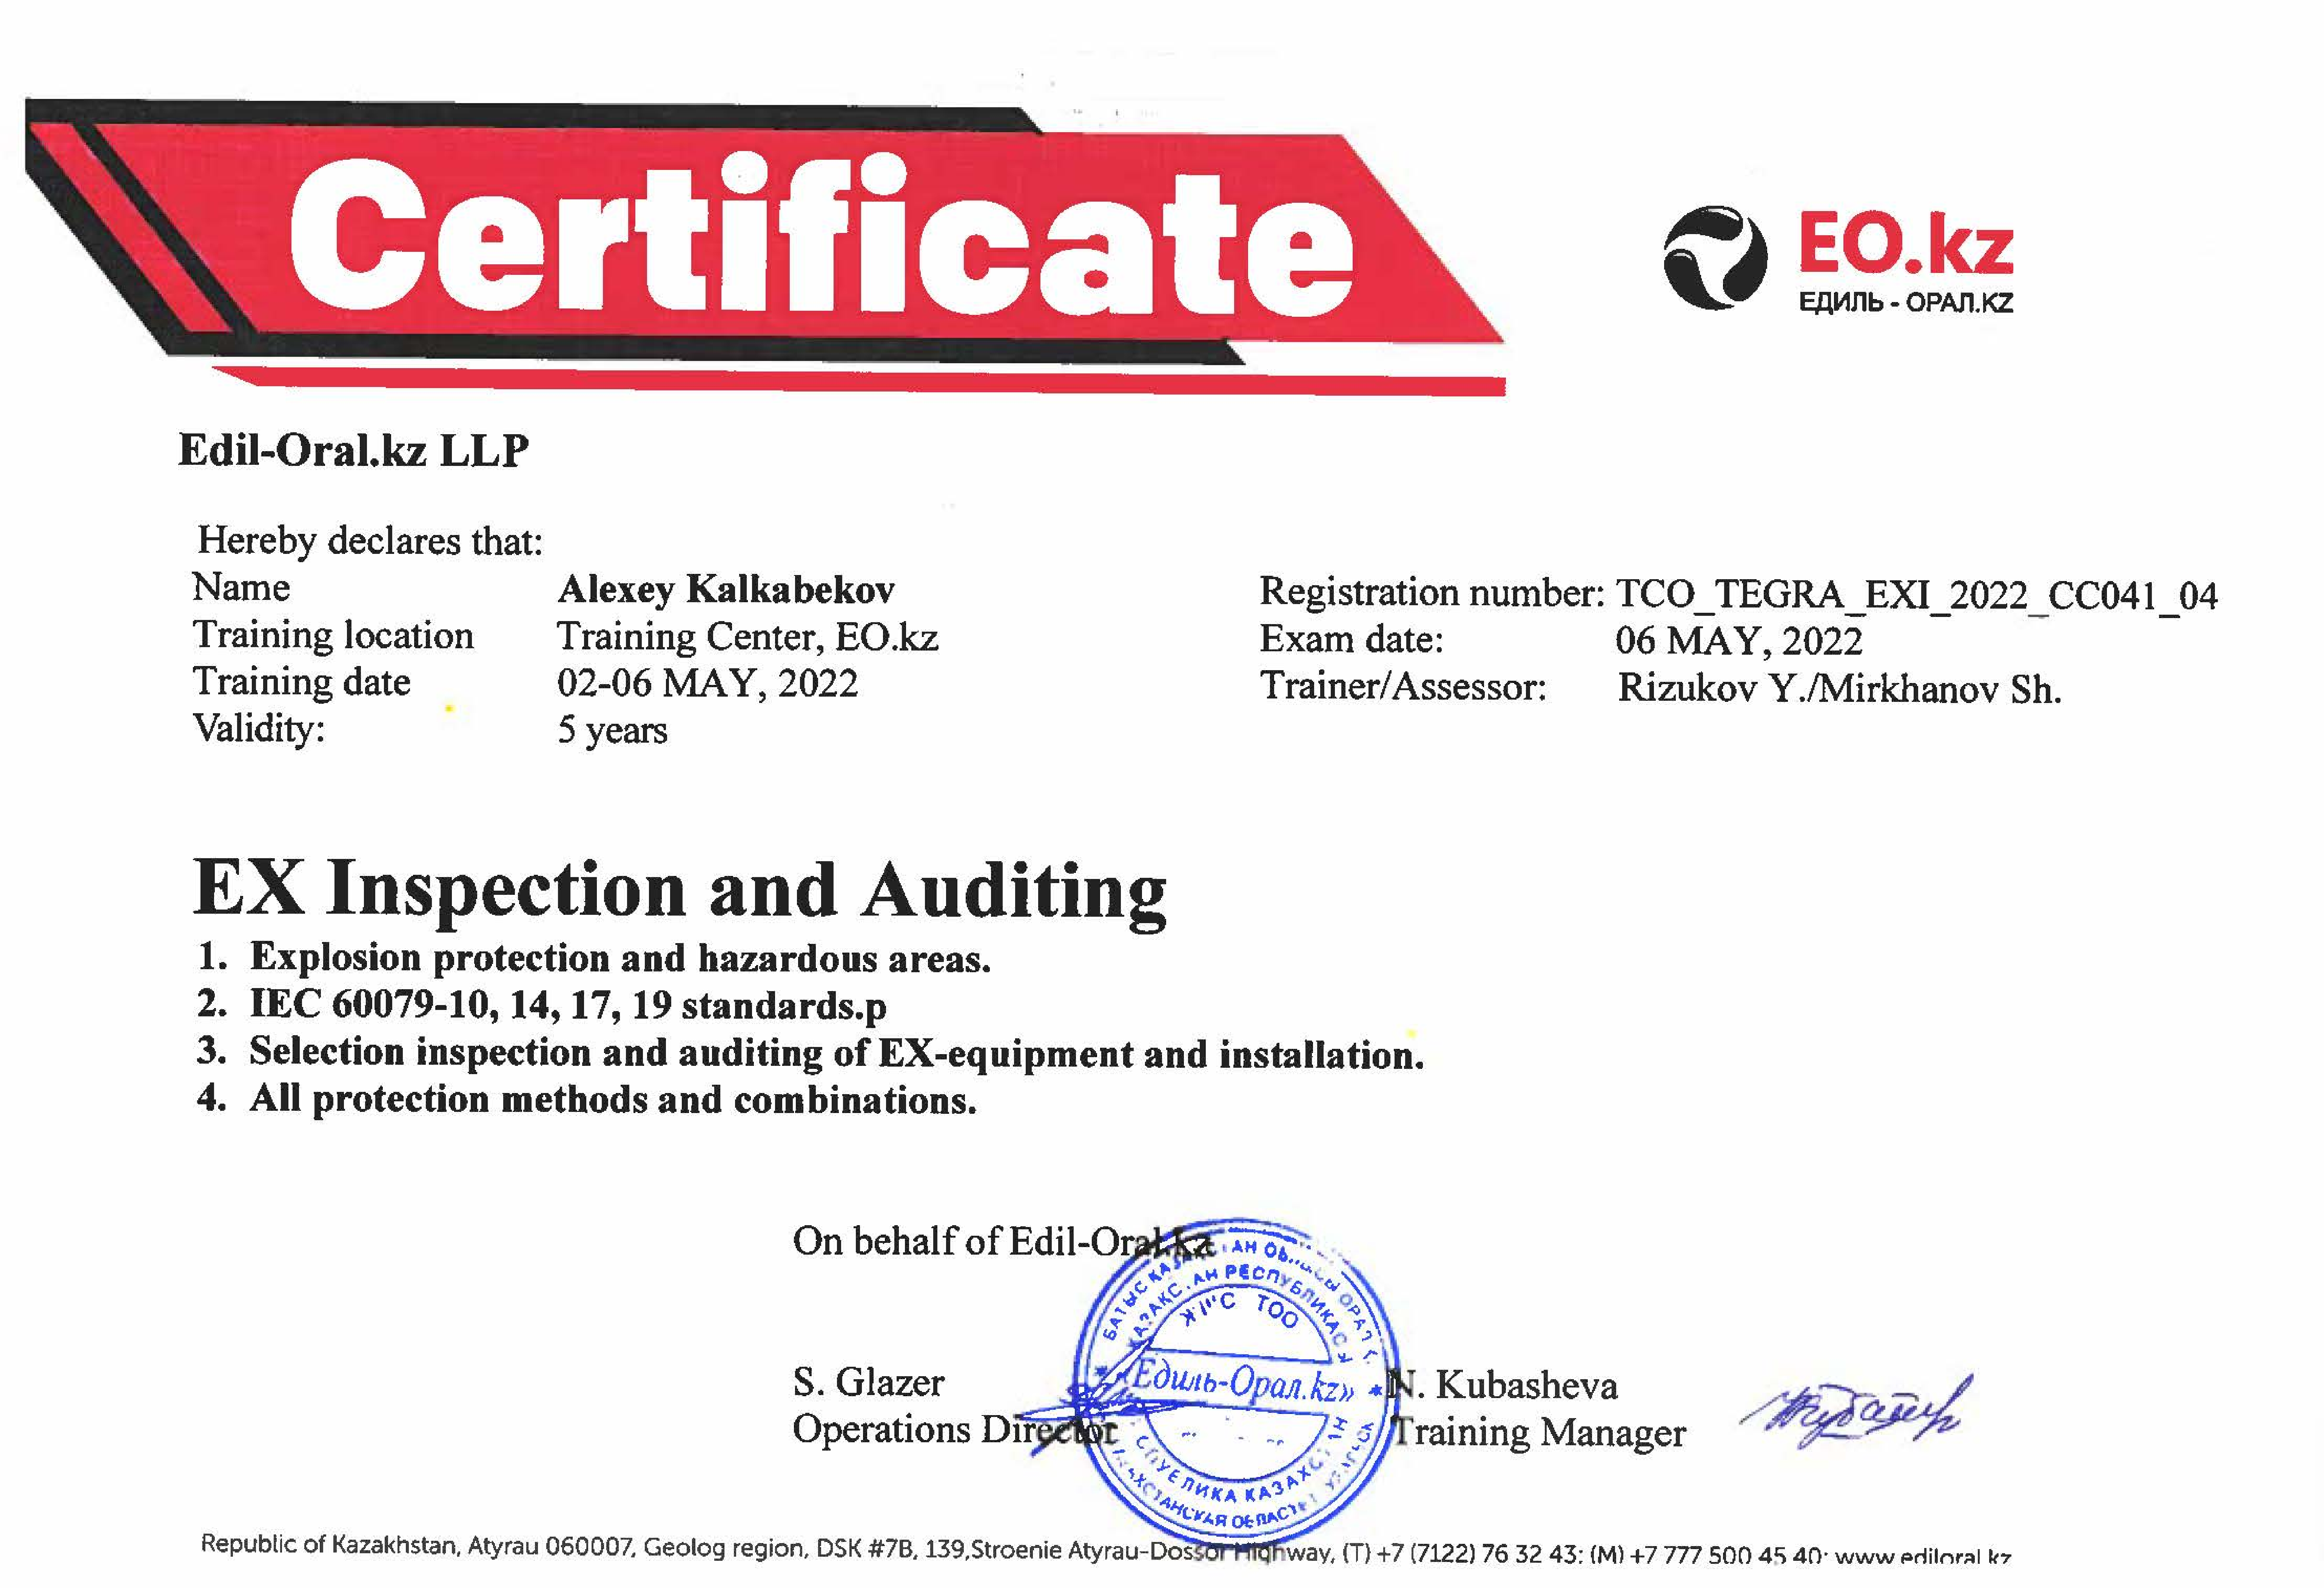 Certificate
EO.kz
ЕДИЛЬ - ОРАЛ.KZ
Edil-Oral.kz LLP
Hereby declares that:
Name Alexey Kalkabekov
Training location Training Center, EO.kz
Training date 02-06 MAY, 2022
Validity: 5 years
Registration number: TCO_TEGRA_EXI_2022_CC041_04
Exam date: 06 MAY, 2022
Trainer/Assessor: Rizukov Y./Mirkhanov Sh.
EX Inspection and Auditing
1. Explosion protection and hazardous areas.
2. IEC 60079-10, 14, 17, 19 standards.p
3. Selection inspection and auditing of EX-equipment and installation.
4. All protection methods and combinations.
On behalf of Edil-Oral.kz
S. Glazer
Operations Director
N. Kubasheva
Training Manager
БАТЫС
РЕСПУБЛИКАСЫ
ТОО
«Едиль-Орал.kz»
КАЗАХСТАН
Republic of Kazakhstan, Atyrau 060007, Geolog region, DSK #7B, 139,Stroenie Atyrau-Dossor Highway, (T) +7 (7122) 76 32 43; (M) +7 777 500 45 40; www.ediloral.kz